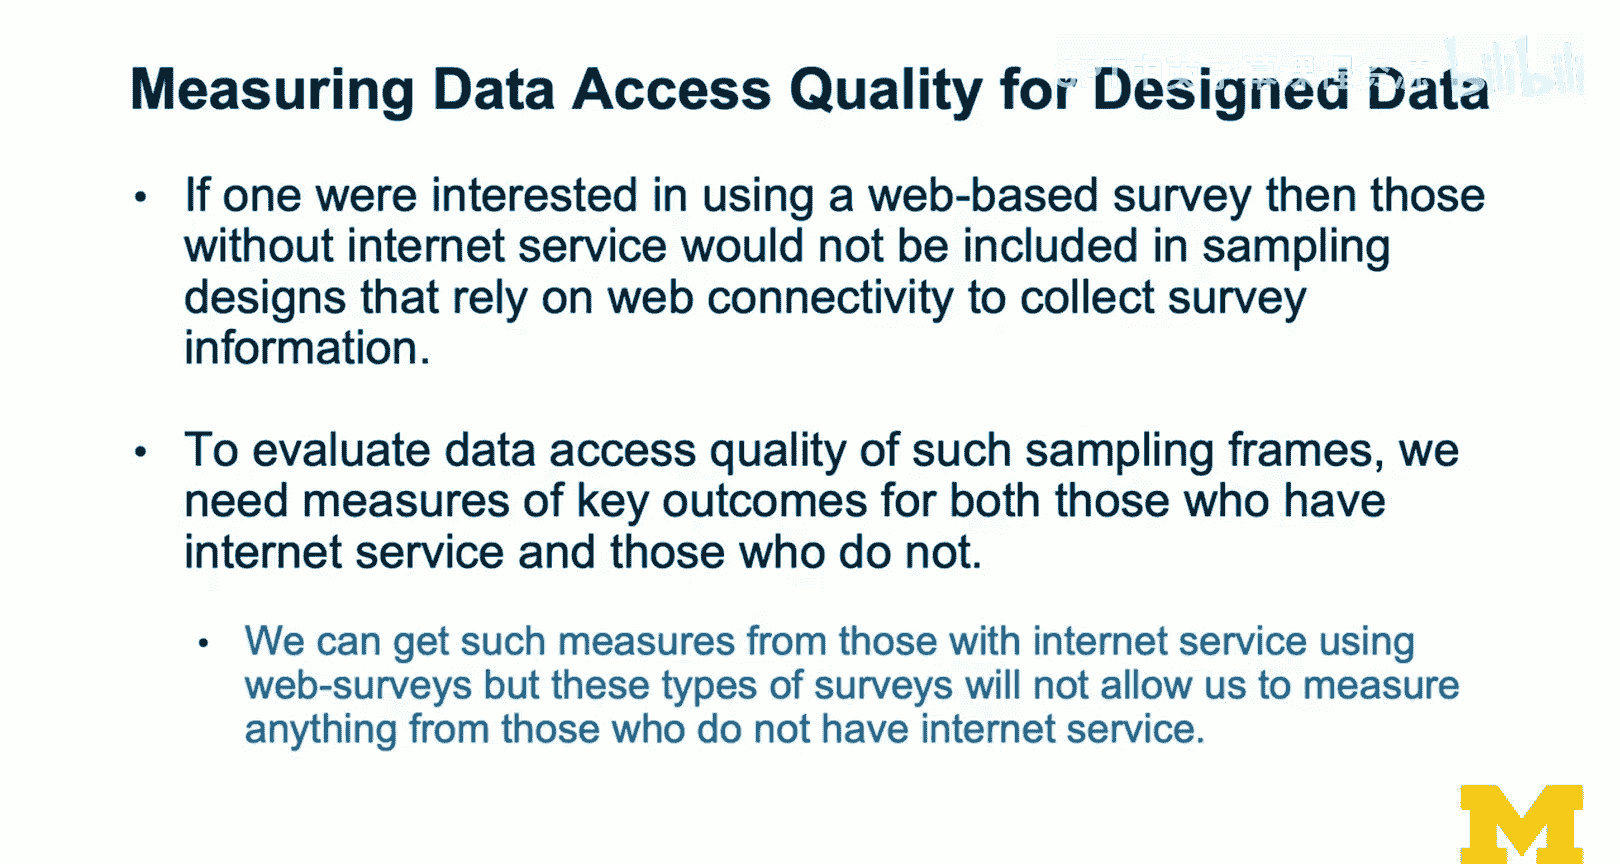 Measuring Data Access Quality for Designed Data
• If one were interested in using a web-based survey then those
without internet service would not be included in sampling
designs that rely on web connectivity to collect survey
information.
• To evaluate data access quality of such sampling frames, we
need measures of key outcomes for both those who have
internet service and those who do not.
• We can get such measures from those with internet service using
web-surveys but these types of surveys will not allow us to measure
anything from those who do not have internet service.
bilibili
M